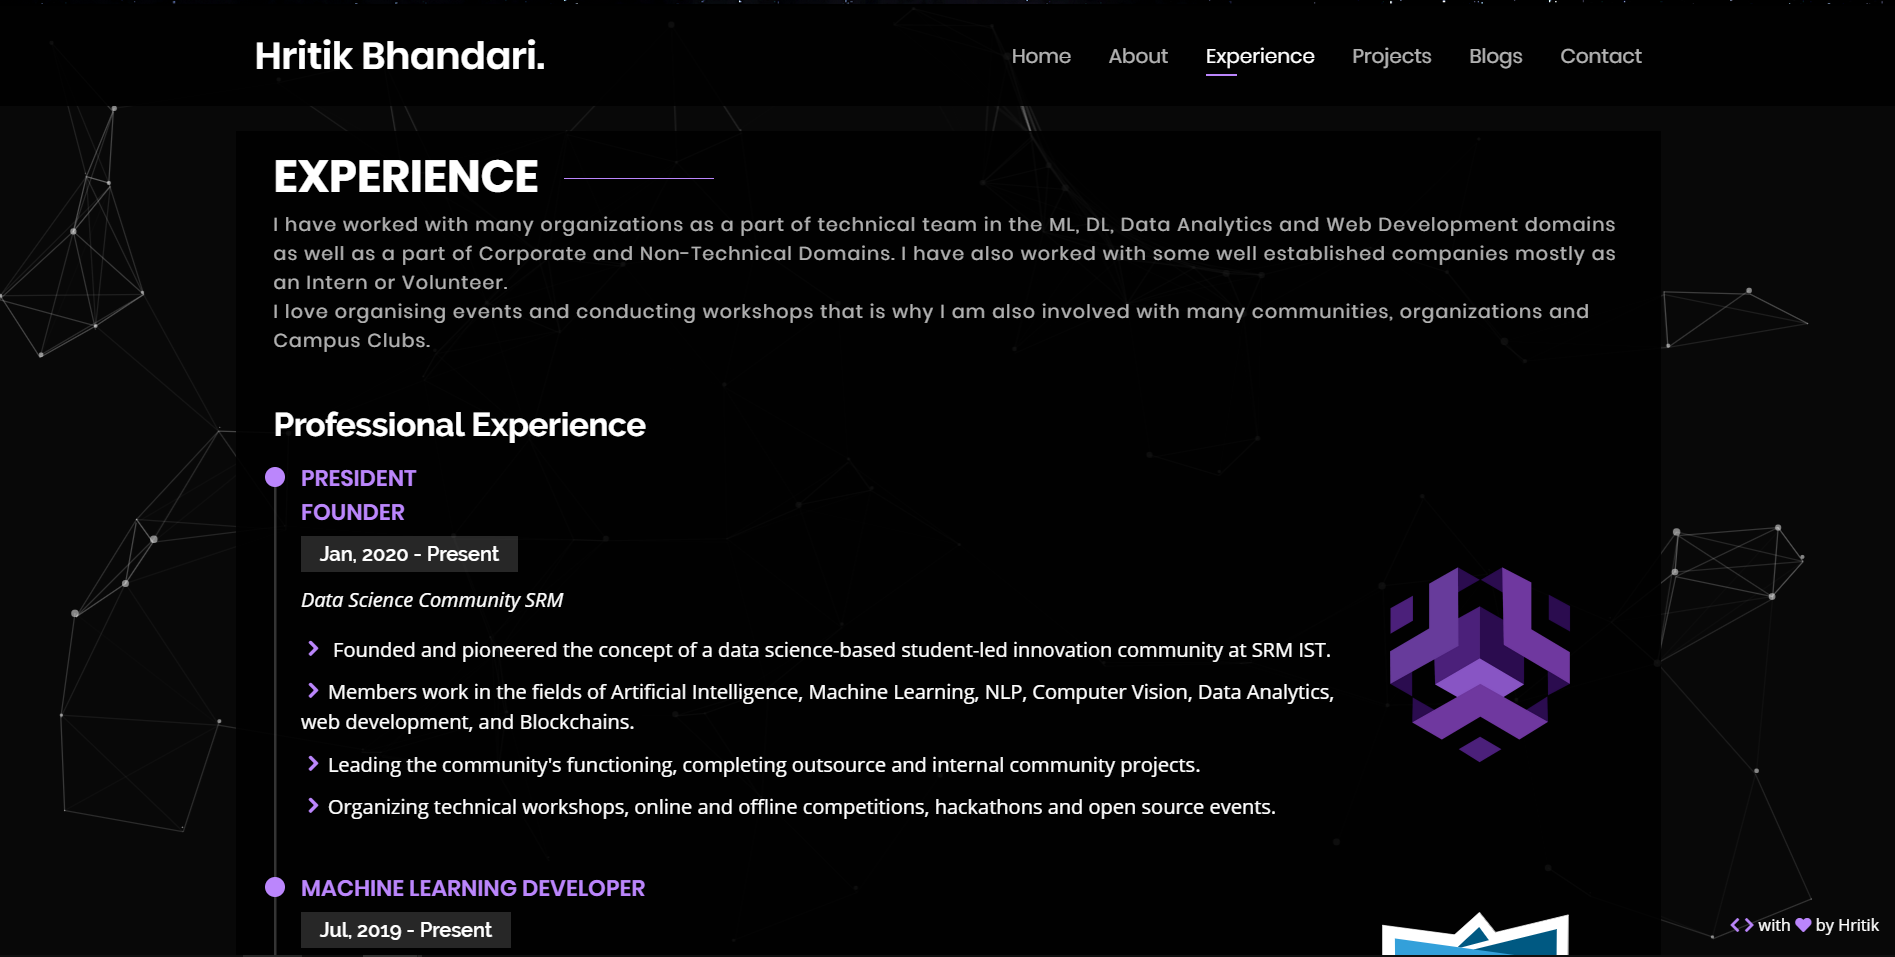 Hritik Bhandari.
Home About Experience Projects Blogs Contact
EXPERIENCE
I have worked with many organizations as a part of technical team in the ML, DL, Data Analytics and Web Development domains
as well as a part of Corporate and Non-Technical Domains. I have also worked with some well established companies mostly as
an Intern or Volunteer.
I love organising events and conducting workshops that is why I am also involved with many communities, organizations and
Campus Clubs.
Professional Experience
PRESIDENT
FOUNDER
Jan, 2020 - Present
Data Science Community SRM
Founded and pioneered the concept of a data science-based student-led innovation community at SRM IST.
Members work in the fields of Artificial Intelligence, Machine Learning, NLP, Computer Vision, Data Analytics,
web development, and Blockchains.
Leading the community's functioning, completing outsource and internal community projects.
Organizing technical workshops, online and offline competitions, hackathons and open source events.
MACHINE LEARNING DEVELOPER
Jul, 2019 - Present
with by Hritik